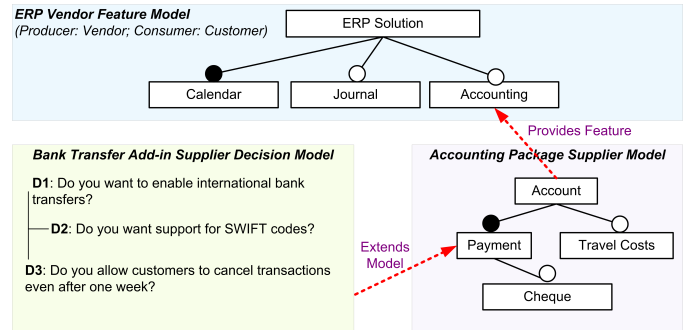 ERP Vendor Feature Model
(Producer: Vendor; Consumer: Customer)
ERP Solution
Calendar
Journal
Accounting
Provides Feature
Bank Transfer Add-in Supplier Decision Model
D1: Do you want to enable international bank
transfers?
D2: Do you want support for SWIFT codes?
D3: Do you allow customers to cancel transactions
even after one week?
Extends
Model
Accounting Package Supplier Model
Account
Payment
Travel Costs
Cheque